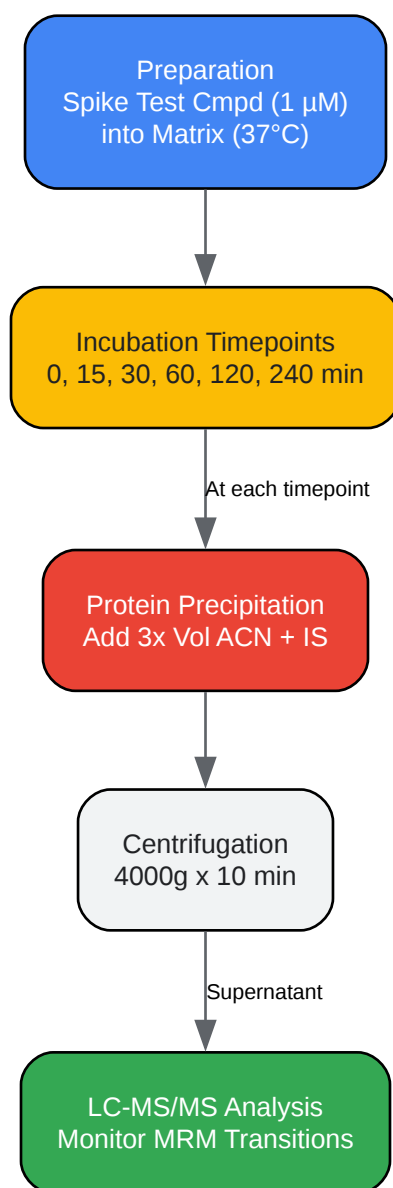 Preparation
Spike Test Cmpd (1 µM)
into Matrix (37°C)
Incubation Timepoints
0, 15, 30, 60, 120, 240 min
At each timepoint
Protein Precipitation
Add 3x Vol ACN + IS
Centrifugation
4000g x 10 min
Supernatant
LC-MS/MS Analysis
Monitor MRM Transitions